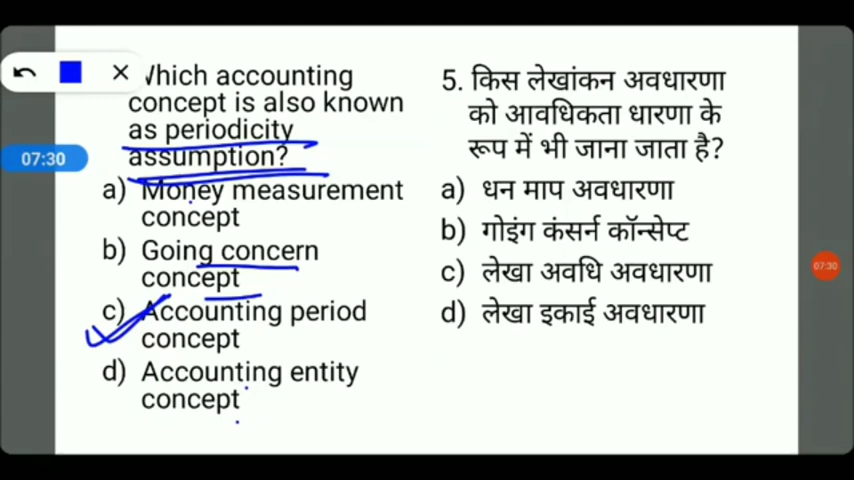 Which accounting
concept is also known
as periodicity
assumption?
a) Money measurement
concept
b) Going concern
concept
c) Accounting period
concept
d) Accounting entity
concept
5. किस लेखांकन अवधारणा
को आवधिकता धारणा के
रूप में भी जाना जाता है?
a) धन माप अवधारणा
b) गोइंग कंसर्न कॉन्सेप्ट
c) लेखा अवधि अवधारणा
d) लेखा इकाई अवधारणा
07:30
07:30